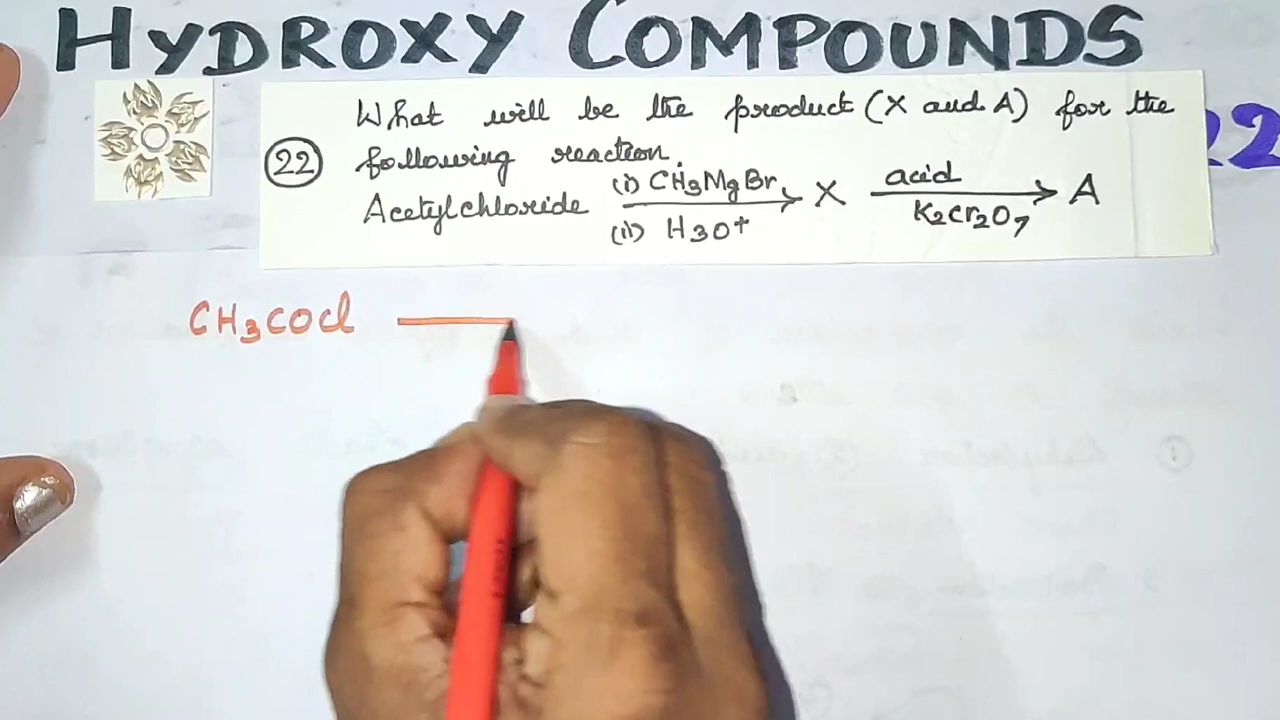 HYDROXY COMPOUNDS
22
What will be the product (X and A) for the
(22) following reaction.
Acetylchloride (i) CH3MgBr (ii) H3O+ → X acid K2Cr2O7 → A
CH3COCl